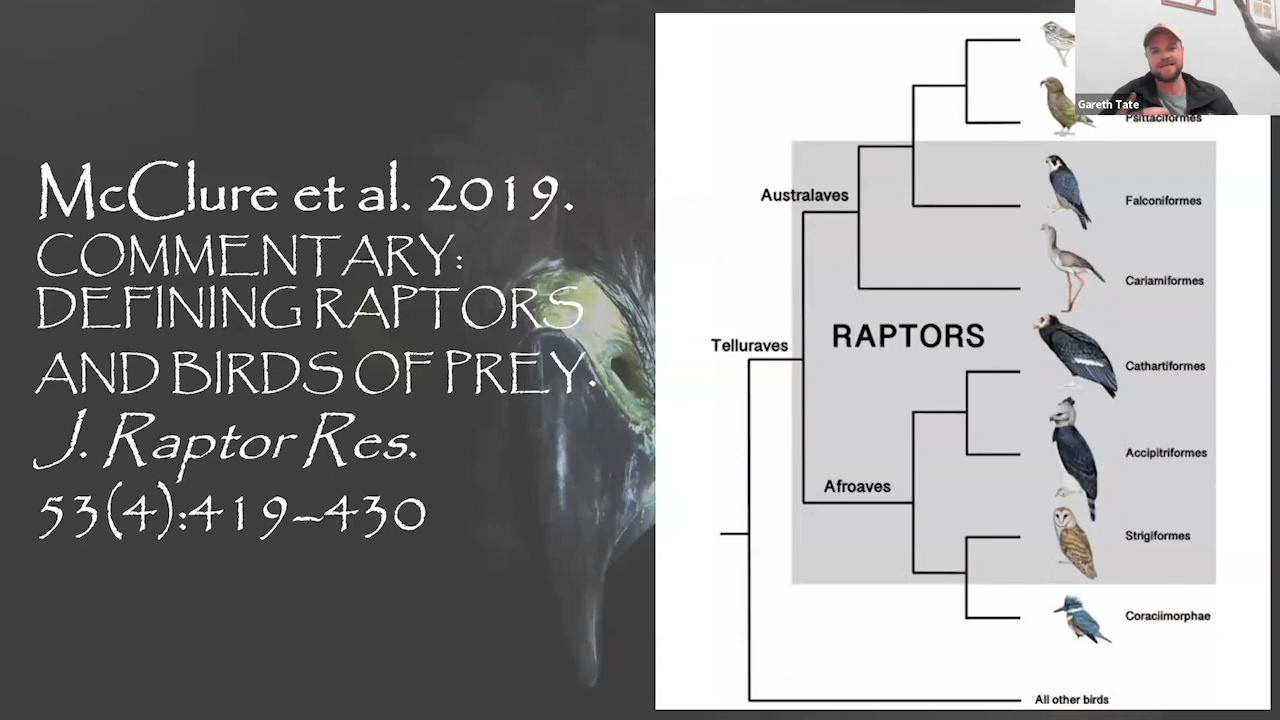 McClure et al. 2019.
COMMENTARY:
DEFINING RAPTORS
AND BIRDS OF PREY.
J. Raptor Res.
53(4):419–430
Gareth Tate
Psittaciformes
Australaves
Falconiformes
Cariamiformes
RAPTORS
Telluraves
Cathartiformes
Accipitriformes
Afroaves
Strigiformes
Coraciimorphae
All other birds